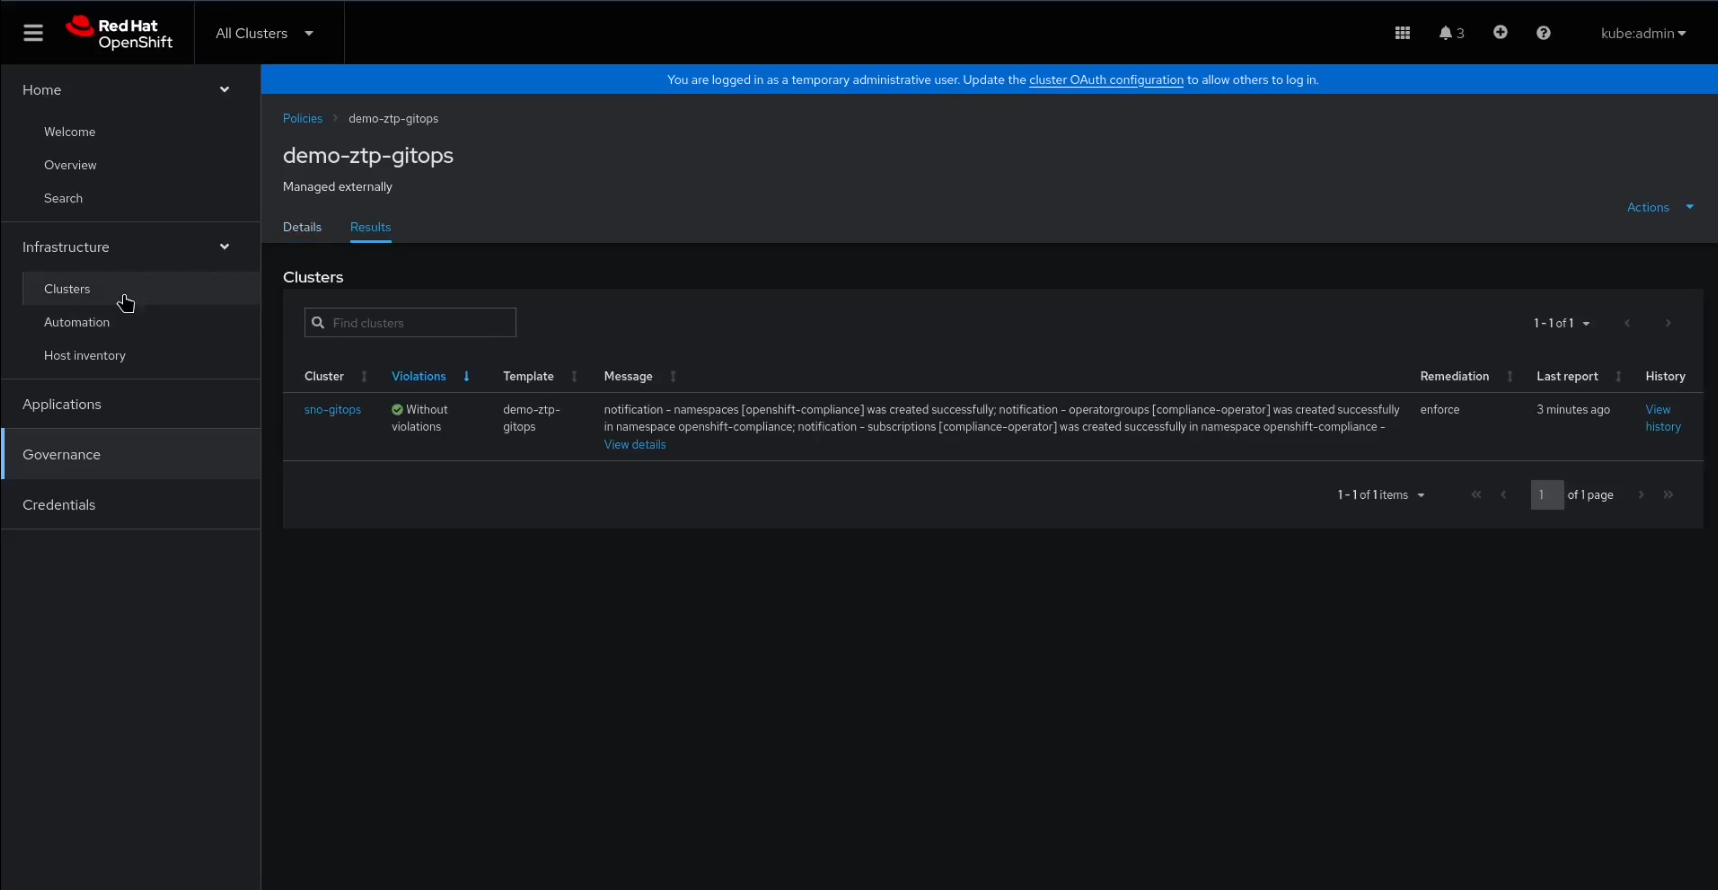 Red Hat
OpenShift
All Clusters
3
kube:admin
You are logged in as a temporary administrative user. Update the cluster OAuth configuration to allow others to log in.
Home
Welcome
Overview
Search
Infrastructure
Clusters
Automation
Host inventory
Applications
Governance
Credentials
Policies
demo-ztp-gitops
demo-ztp-gitops
Managed externally
Actions
Details Results
Clusters
Find clusters
1 - 1 of 1
Cluster Violations Template Message Remediation Last report History
sno-gitops
Without
violations
demo-ztp-
gitops
notification - namespaces [openshift-compliance] was created successfully; notification - operatorgroups [compliance-operator] was created successfully
in namespace openshift-compliance; notification - subscriptions [compliance-operator] was created successfully in namespace openshift-compliance -
View details
enforce
3 minutes ago
View
history
1 - 1 of 1 items
1 of 1 page